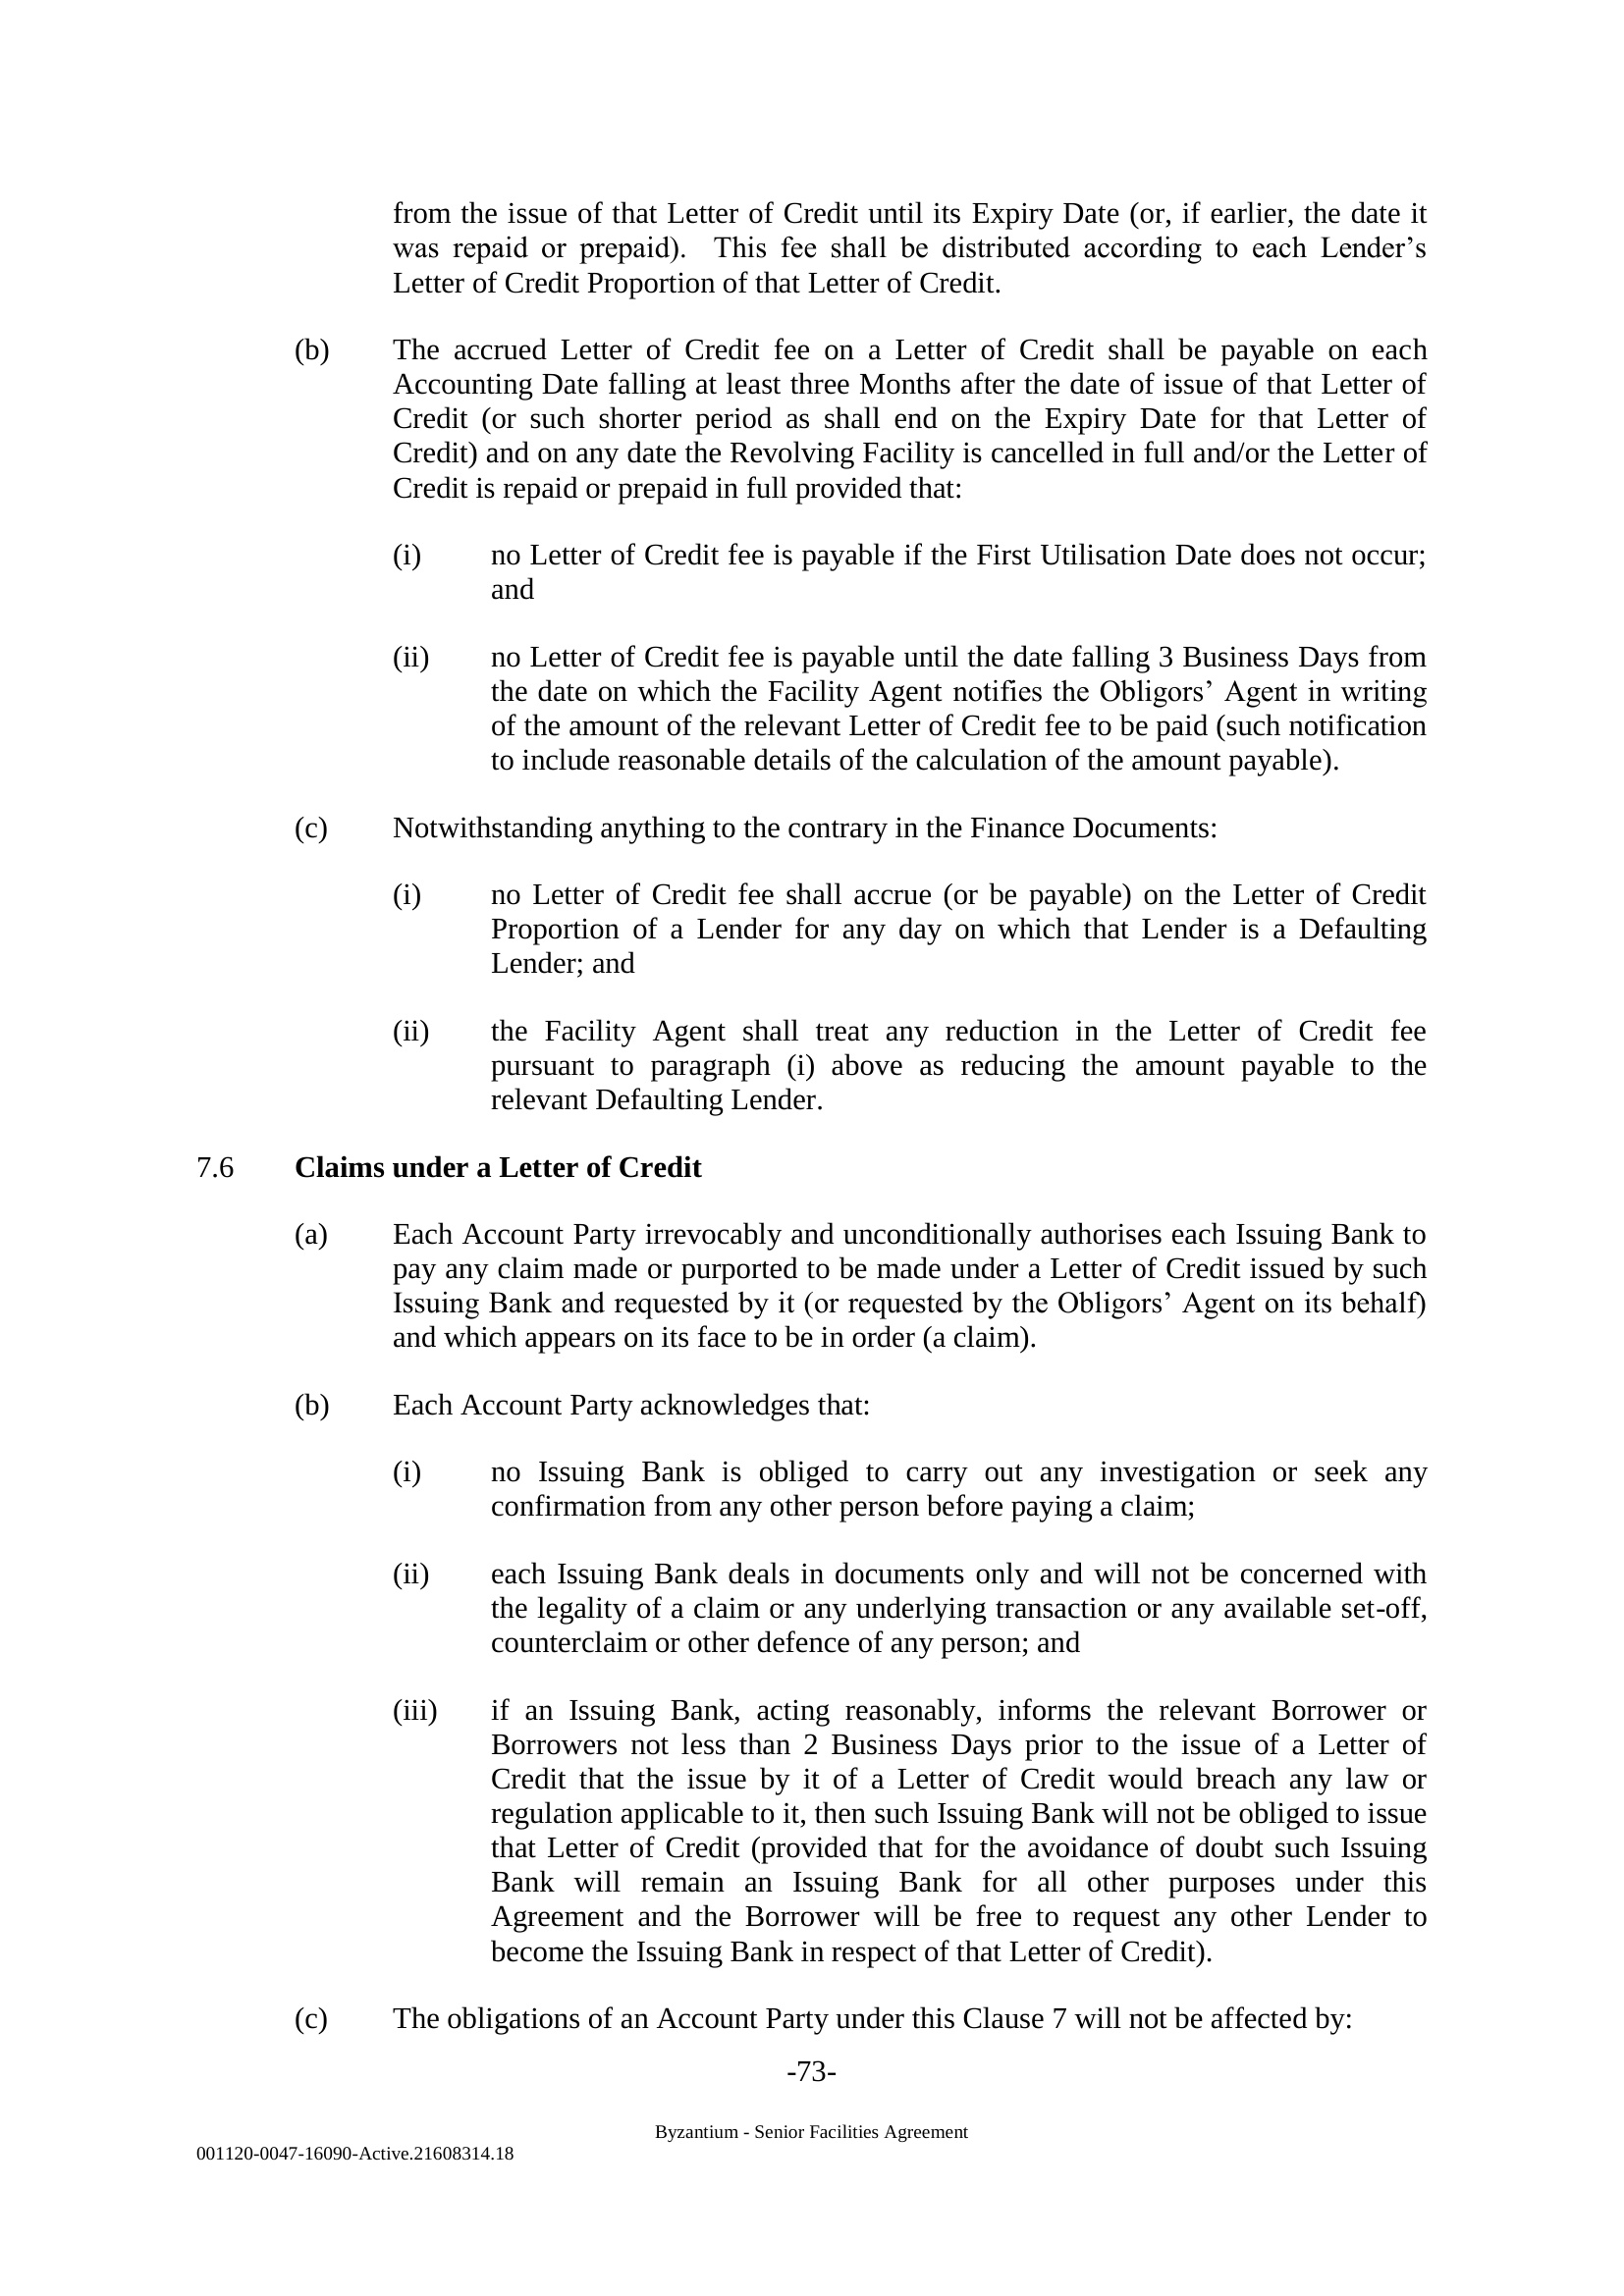 from the issue of that Letter of Credit until its Expiry Date (or, if earlier, the date it
was repaid or prepaid). This fee shall be distributed according to each Lender’s
Letter of Credit Proportion of that Letter of Credit.
(b) The accrued Letter of Credit fee on a Letter of Credit shall be payable on each
Accounting Date falling at least three Months after the date of issue of that Letter of
Credit (or such shorter period as shall end on the Expiry Date for that Letter of
Credit) and on any date the Revolving Facility is cancelled in full and/or the Letter of
Credit is repaid or prepaid in full provided that:
(i) no Letter of Credit fee is payable if the First Utilisation Date does not occur;
and
(ii) no Letter of Credit fee is payable until the date falling 3 Business Days from
the date on which the Facility Agent notifies the Obligors’ Agent in writing
of the amount of the relevant Letter of Credit fee to be paid (such notification
to include reasonable details of the calculation of the amount payable).
(c) Notwithstanding anything to the contrary in the Finance Documents:
(i) no Letter of Credit fee shall accrue (or be payable) on the Letter of Credit
Proportion of a Lender for any day on which that Lender is a Defaulting
Lender; and
(ii) the Facility Agent shall treat any reduction in the Letter of Credit fee
pursuant to paragraph (i) above as reducing the amount payable to the
relevant Defaulting Lender.
7.6 Claims under a Letter of Credit
(a) Each Account Party irrevocably and unconditionally authorises each Issuing Bank to
pay any claim made or purported to be made under a Letter of Credit issued by such
Issuing Bank and requested by it (or requested by the Obligors’ Agent on its behalf)
and which appears on its face to be in order (a claim).
(b) Each Account Party acknowledges that:
(i) no Issuing Bank is obliged to carry out any investigation or seek any
confirmation from any other person before paying a claim;
(ii) each Issuing Bank deals in documents only and will not be concerned with
the legality of a claim or any underlying transaction or any available set-off,
counterclaim or other defence of any person; and
(iii) if an Issuing Bank, acting reasonably, informs the relevant Borrower or
Borrowers not less than 2 Business Days prior to the issue of a Letter of
Credit that the issue by it of a Letter of Credit would breach any law or
regulation applicable to it, then such Issuing Bank will not be obliged to issue
that Letter of Credit (provided that for the avoidance of doubt such Issuing
Bank will remain an Issuing Bank for all other purposes under this
Agreement and the Borrower will be free to request any other Lender to
become the Issuing Bank in respect of that Letter of Credit).
(c) The obligations of an Account Party under this Clause 7 will not be affected by:
-73-
Byzantium - Senior Facilities Agreement
001120-0047-16090-Active.21608314.18